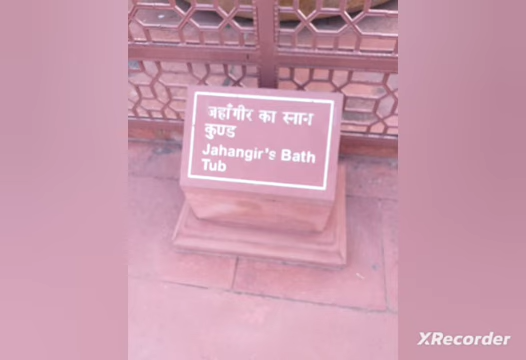 जहाँगीर का स्नान
कुण्ड
Jahangir's Bath
Tub
XRecorder